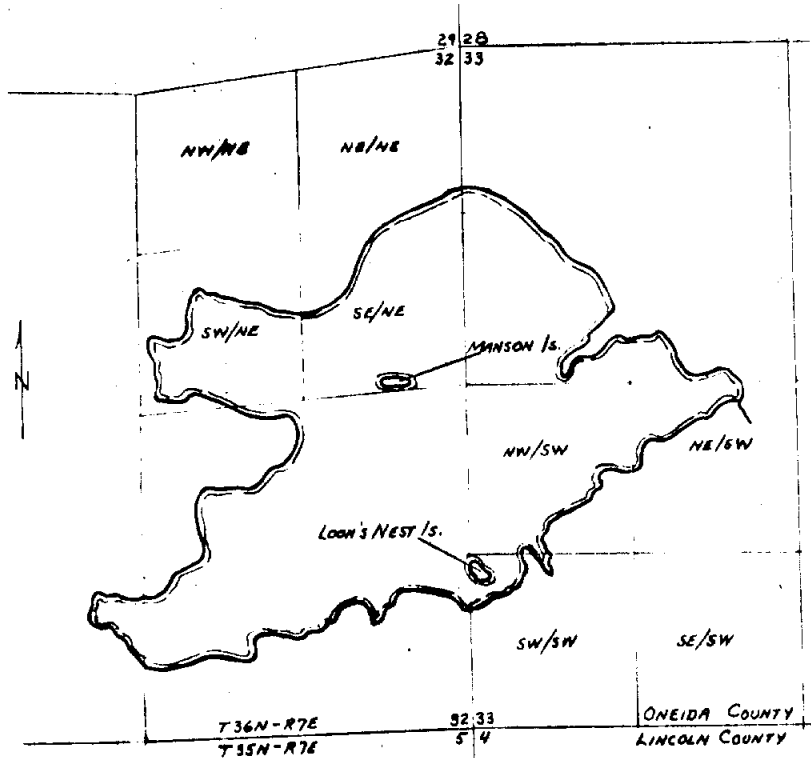 29 28
32 33
NW/NE
NE/NE
SW/NE
SE/NE
MANSON Is.
N
NW/SW
NE/SW
LOON'S NEST Is.
SW/SW
SE/SW
T36N-R7E
32 33
ONEIDA COUNTY
T35N-R7E
5 4
LINCOLN COUNTY